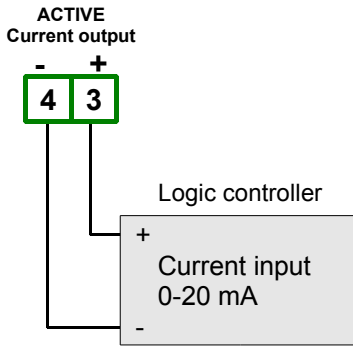 ACTIVE
Current output
- +
4 3
Logic controller
+
Current input
0-20 mA
-